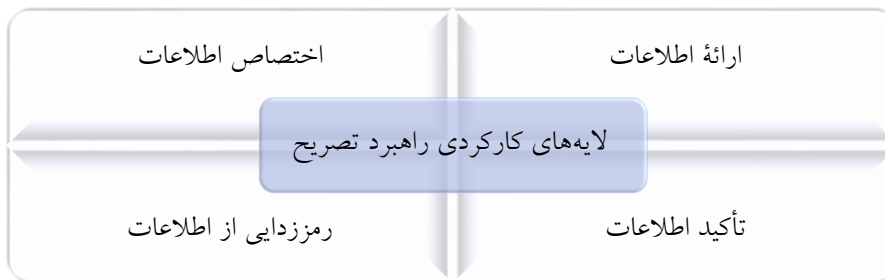 ارائهٔ اطلاعات
اختصاص اطلاعات
لایه‌های کارکردی راهبرد تصریح
تأکید اطلاعات
رمززدایی از اطلاعات